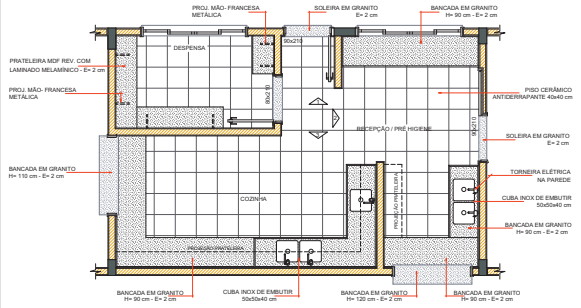 PROJ. MÃO- FRANCESA
METÁLICA
SOLEIRA EM GRANITO
E= 2 cm
BANCADA EM GRANITO
H= 90 cm - E= 2 cm
90x210
DESPENSA
PRATELEIRA MDF REV. COM
LAMINADO MELAMÍNICO - E= 2 cm
PROJ. MÃO- FRANCESA
METÁLICA
80x210
PISO CERÂMICO
ANTIDERRAPANTE 40x40 cm
RECEPÇÃO / PRÉ HIGIENE
90x210
SOLEIRA EM GRANITO
E= 2 cm
BANCADA EM GRANITO
H= 110 cm - E= 2 cm
TORNEIRA ELÉTRICA
NA PAREDE
COZINHA
PROJEÇÃO PRATELEIRA
CUBA INOX DE EMBUTIR
50x50x40 cm
BANCADA EM GRANITO
H= 90 cm - E= 2 cm
PROJEÇÃO PRATELEIRA
BANCADA EM GRANITO
H= 90 cm - E= 2 cm
CUBA INOX DE EMBUTIR
50x50x40 cm
BANCADA EM GRANITO
H= 120 cm - E= 2 cm
BANCADA EM GRANITO
H= 90 cm - E= 2 cm